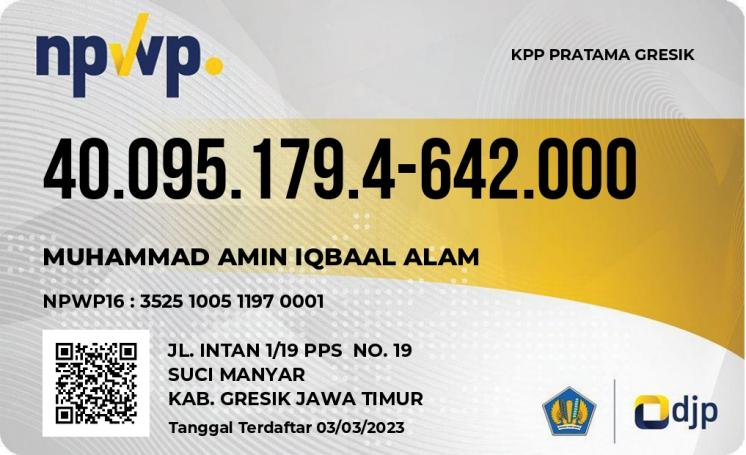 npwp.
KPP PRATAMA GRESIK
40.095.179.4-642.000
MUHAMMAD AMIN IQBAAL ALAM
NPWP16 : 3525 1005 1197 0001
JL. INTAN 1/19 PPS NO. 19
SUCI MANYAR
KAB. GRESIK JAWA TIMUR
Tanggal Terdaftar 03/03/2023
djp